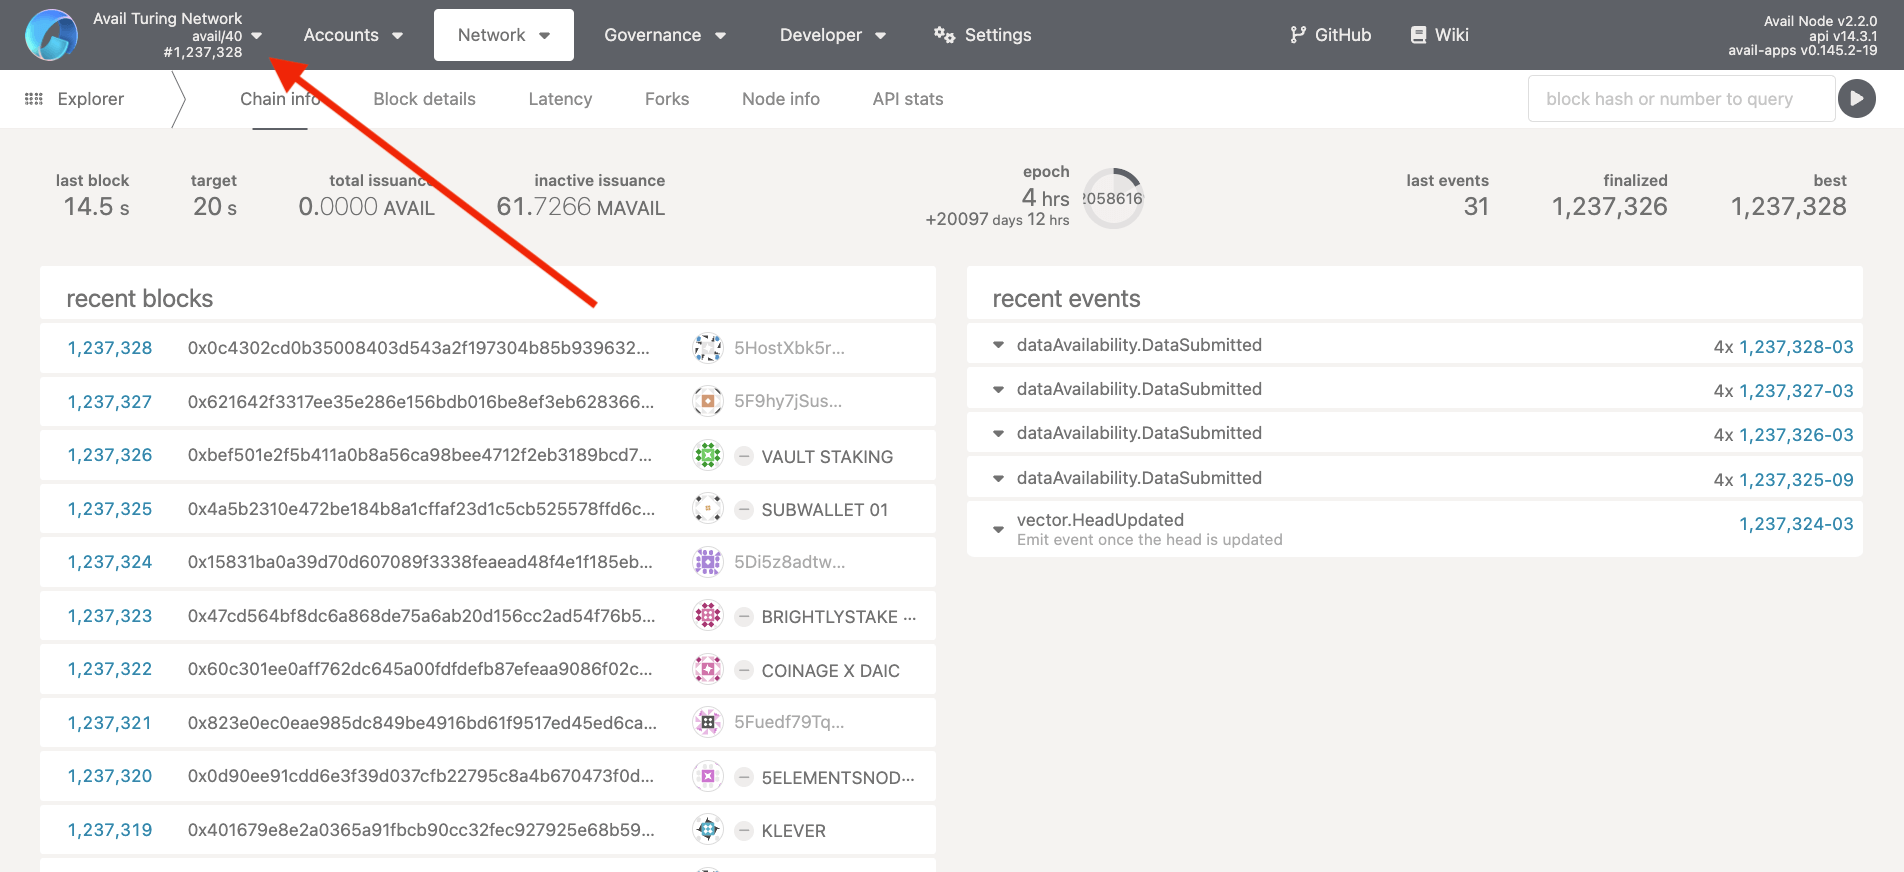 Avail Turing Network
avail/40
#1,237,328
Accounts
Network
Governance
Developer
Settings
GitHub
Wiki
Avail Node v2.2.0
api v14.3.1
avail-apps v0.145.2-19
Explorer
Chain info
Block details
Latency
Forks
Node info
API stats
block hash or number to query
last block
14.5 s
target
20 s
total issuance
0.0000 AVAIL
inactive issuance
61.7266 MAVAIL
epoch
4 hrs
+20097 days 12 hrs
2058616
last events
31
finalized
1,237,326
best
1,237,328
recent blocks
1,237,328 0x0c4302cd0b35008403d543a2f197304b85b939632... 5HostXbk5r...
1,237,327 0x621642f3317ee35e286e156bdb016be8ef3eb628366... 5F9hy7jSus...
1,237,326 0xbef501e2f5b411a0b8a56ca98bee4712f2eb3189bcd7... VAULT STAKING
1,237,325 0x4a5b2310e472be184b8a1cffaf23d1c5cb525578ffd6c... SUBWALLET 01
1,237,324 0x15831ba0a39d70d607089f3338feaead48f4e1f185eb... 5Di5z8adtw...
1,237,323 0x47cd564bf8dc6a868de75a6ab20d156cc2ad54f76b5... BRIGHTLYSTAKE ...
1,237,322 0x60c301ee0aff762dc645a00fdfdefb87efeaa9086f02c... COINAGE X DAIC
1,237,321 0x823e0ec0eae985dc849be4916bd61f9517ed45ed6ca... 5Fuedf79Tq...
1,237,320 0x0d90ee91cdd6e3f39d037cfb22795c8a4b670473f0d... 5ELEMENTSNOD...
1,237,319 0x401679e8e2a0365a91fbcb90cc32fec927925e68b59... KLEVER
recent events
dataAvailability.DataSubmitted 4x 1,237,328-03
dataAvailability.DataSubmitted 4x 1,237,327-03
dataAvailability.DataSubmitted 4x 1,237,326-03
dataAvailability.DataSubmitted 4x 1,237,325-09
vector.HeadUpdated 1,237,324-03
Emit event once the head is updated